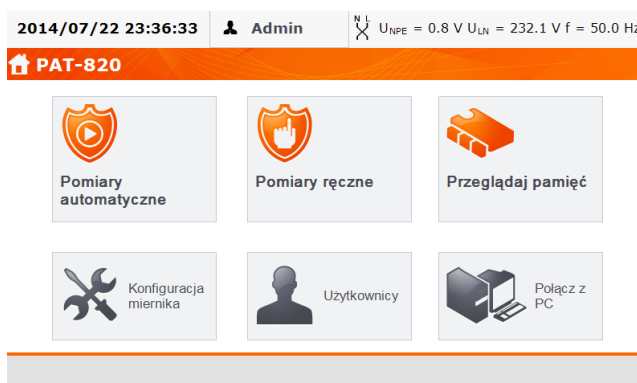 2014/07/22 23:36:33 Admin N L UNPE = 0.8 V ULN = 232.1 V f = 50.0 Hz
PAT-820
Pomiary
automatyczne
Pomiary ręczne
Przeglądaj pamięć
Konfiguracja
miernika
Użytkownicy
Połącz z
PC